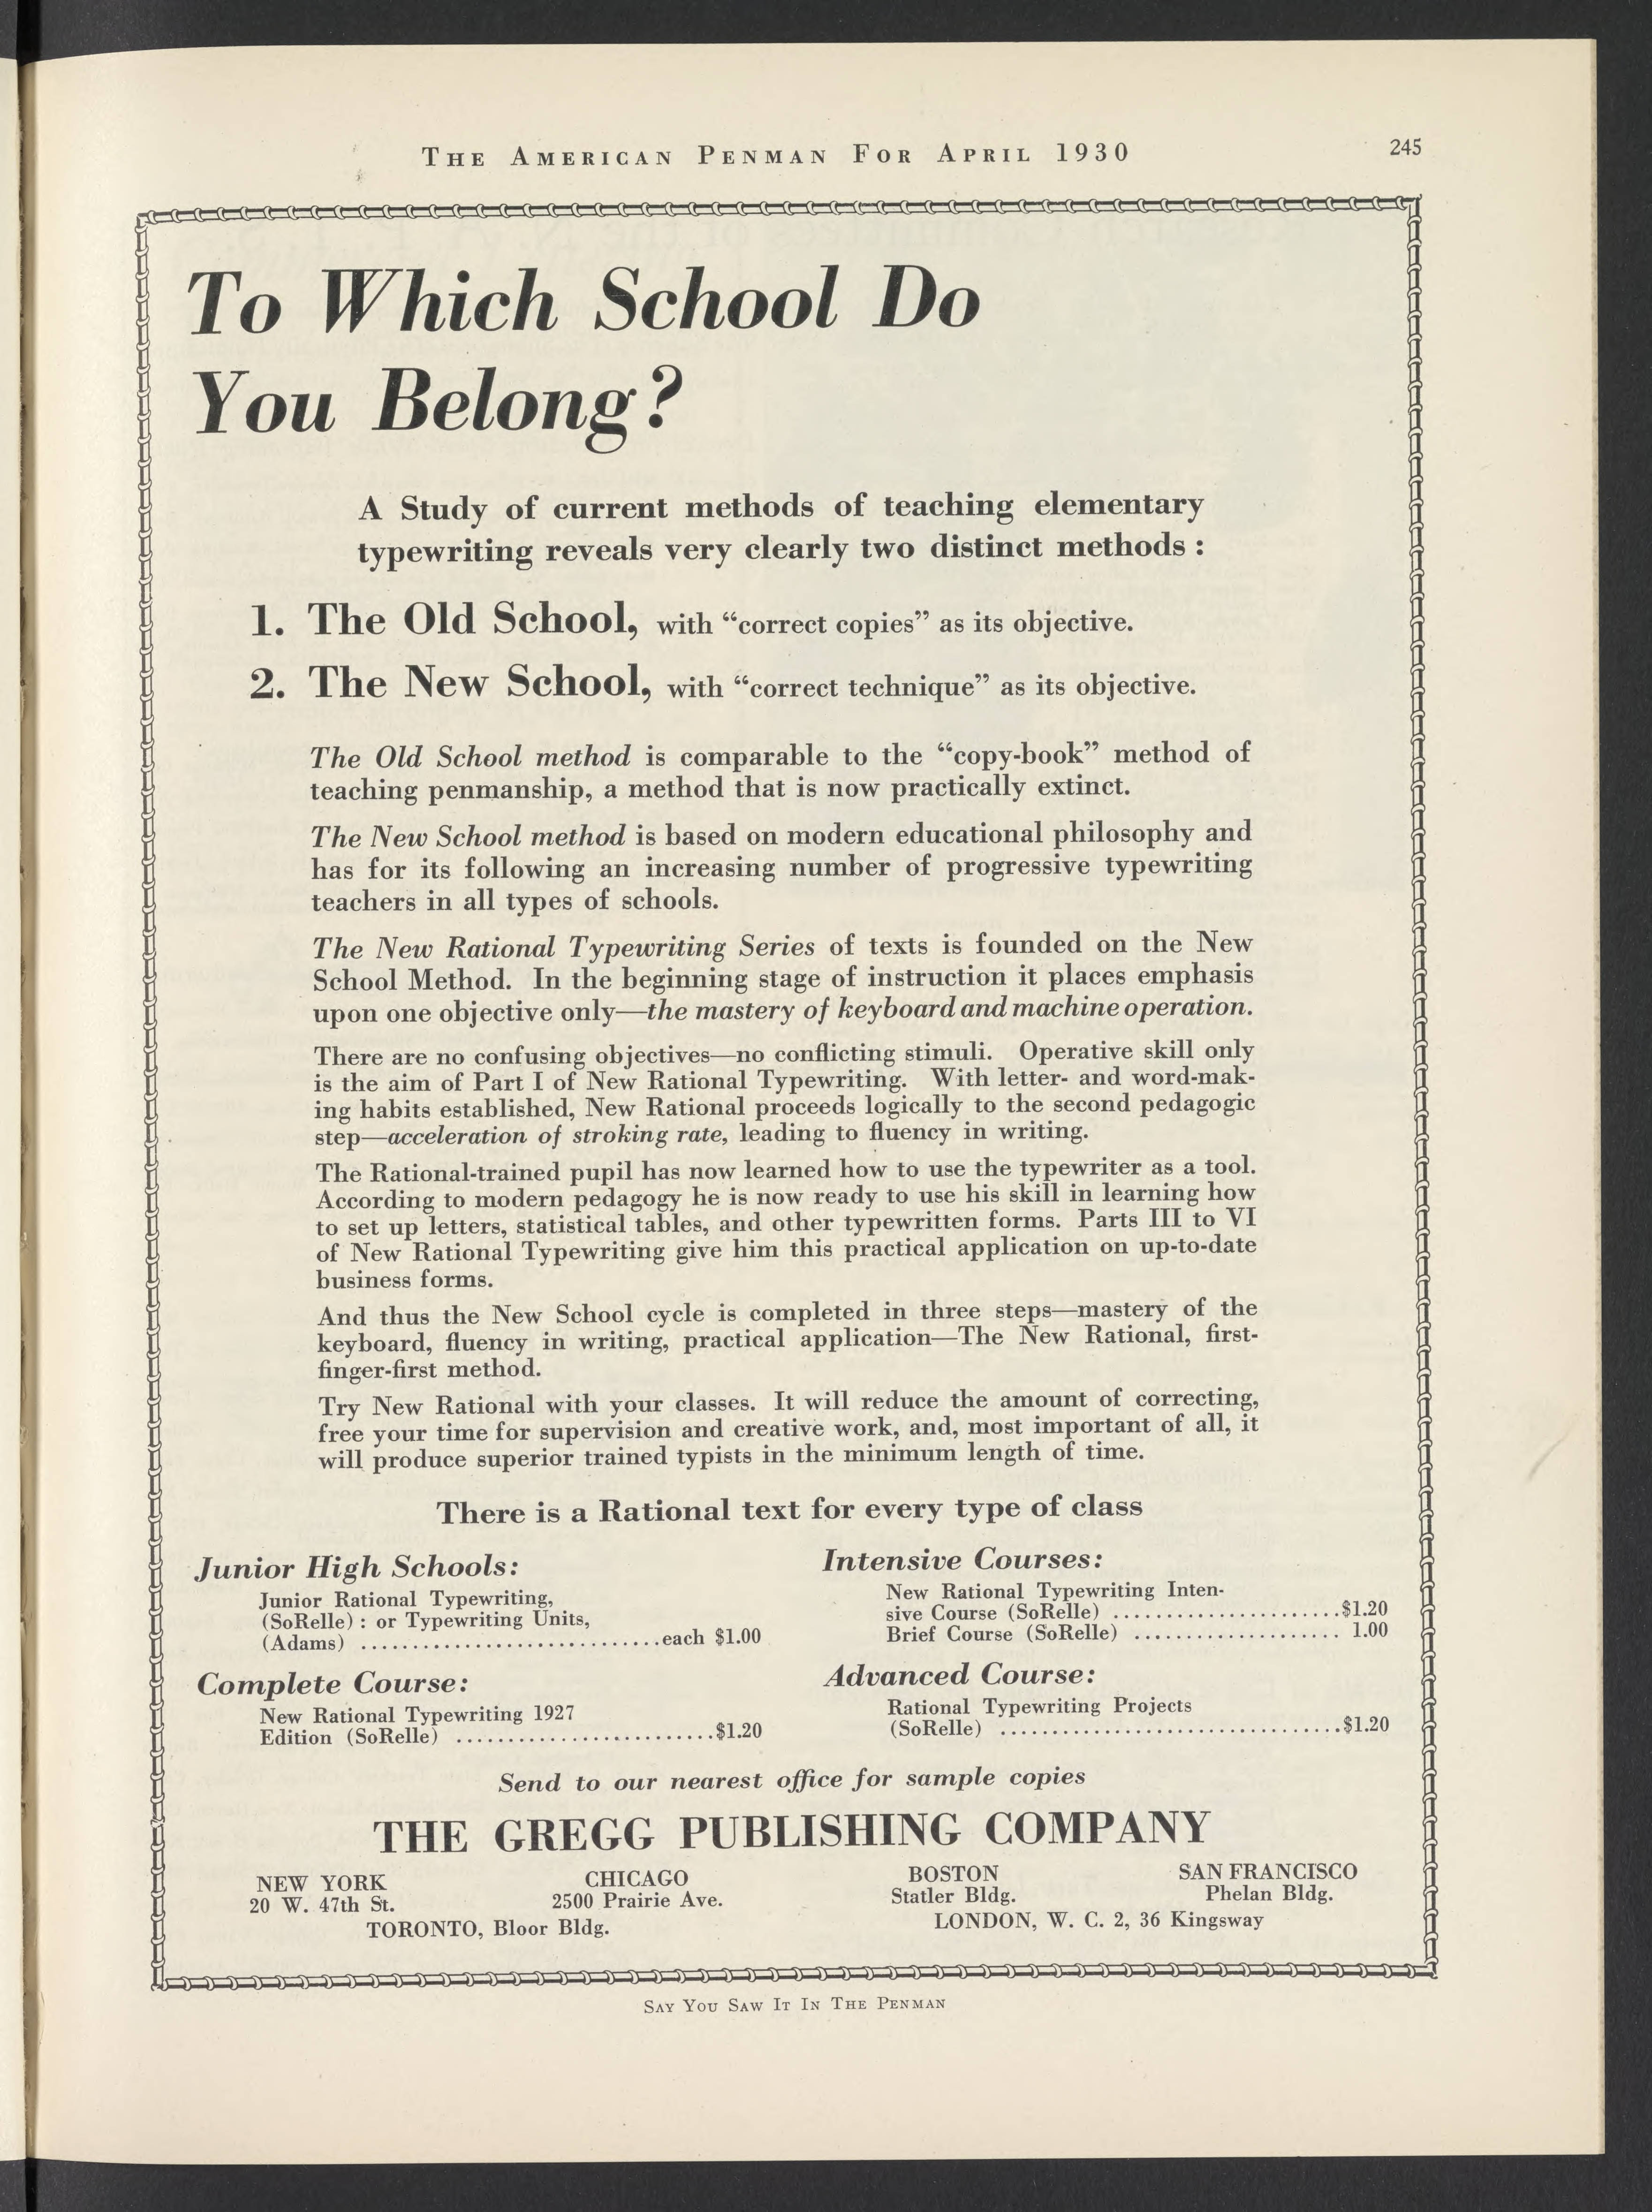 THE AMERICAN PENMAN FOR APRIL 1930
245
To Which School Do
You Belong?
A Study of current methods of teaching elementary
typewriting reveals very clearly two distinct methods :
1. The Old School, with “correct copies” as its objective.
2. The New School, with “correct technique” as its objective.
The Old School method is comparable to the “copy-book” method of
teaching penmanship, a method that is now practically extinct.
The New School method is based on modern educational philosophy and
has for its following an increasing number of progressive typewriting
teachers in all types of schools.
The New Rational Typewriting Series of texts is founded on the New
School Method. In the beginning stage of instruction it places emphasis
upon one objective only—the mastery of keyboard and machine operation.
There are no confusing objectives—no conflicting stimuli. Operative skill only
is the aim of Part I of New Rational Typewriting. With letter- and word-mak-
ing habits established, New Rational proceeds logically to the second pedagogic
step—acceleration of stroking rate, leading to fluency in writing.
The Rational-trained pupil has now learned how to use the typewriter as a tool.
According to modern pedagogy he is now ready to use his skill in learning how
to set up letters, statistical tables, and other typewritten forms. Parts III to VI
of New Rational Typewriting give him this practical application on up-to-date
business forms.
And thus the New School cycle is completed in three steps—mastery of the
keyboard, fluency in writing, practical application—The New Rational, first-
finger-first method.
Try New Rational with your classes. It will reduce the amount of correcting,
free your time for supervision and creative work, and, most important of all, it
will produce superior trained typists in the minimum length of time.
There is a Rational text for every type of class
Junior High Schools:
Junior Rational Typewriting,
(SoRelle) : or Typewriting Units,
(Adams) ............................each $1.00
Complete Course:
New Rational Typewriting 1927
Edition (SoRelle) .........................$1.20
Intensive Courses:
New Rational Typewriting Inten-
sive Course (SoRelle) ......................$1.20
Brief Course (SoRelle) .................... 1.00
Advanced Course:
Rational Typewriting Projects
(SoRelle) .................................$1.20
Send to our nearest office for sample copies
THE GREGG PUBLISHING COMPANY
NEW YORK CHICAGO BOSTON SAN FRANCISCO
20 W. 47th St. 2500 Prairie Ave. Statler Bldg. Phelan Bldg.
TORONTO, Bloor Bldg. LONDON, W. C. 2, 36 Kingsway
SAY YOU SAW IT IN THE PENMAN